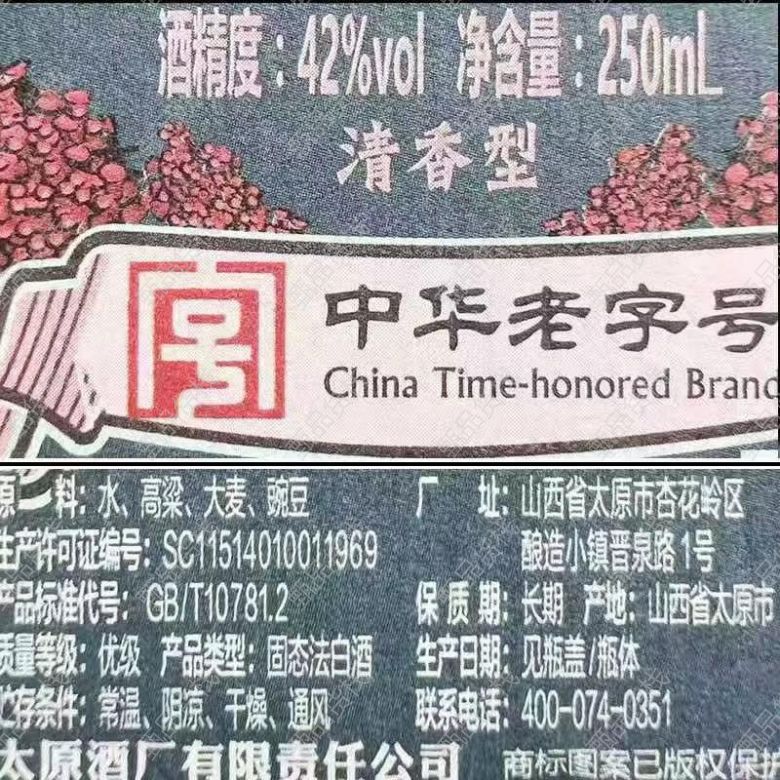 酒精度：42%vol 净含量：250mL
清香型
号
中华老字号
China Time-honored Brand
原 料：水、高粱、大麦、豌豆
生产许可证编号：SC11514010011969
产品标准代号：GB/T10781.2
质量等级：优级 产品类型：固态法白酒
贮存条件：常温、阴凉、干燥、通风
太原酒厂有限责任公司
厂 址：山西省太原市杏花岭区
酿造小镇晋泉路1号
保 质 期：长期 产地：山西省太原市
生产日期：见瓶盖/瓶体
联系电话：400-074-0351
商标图案已版权保护